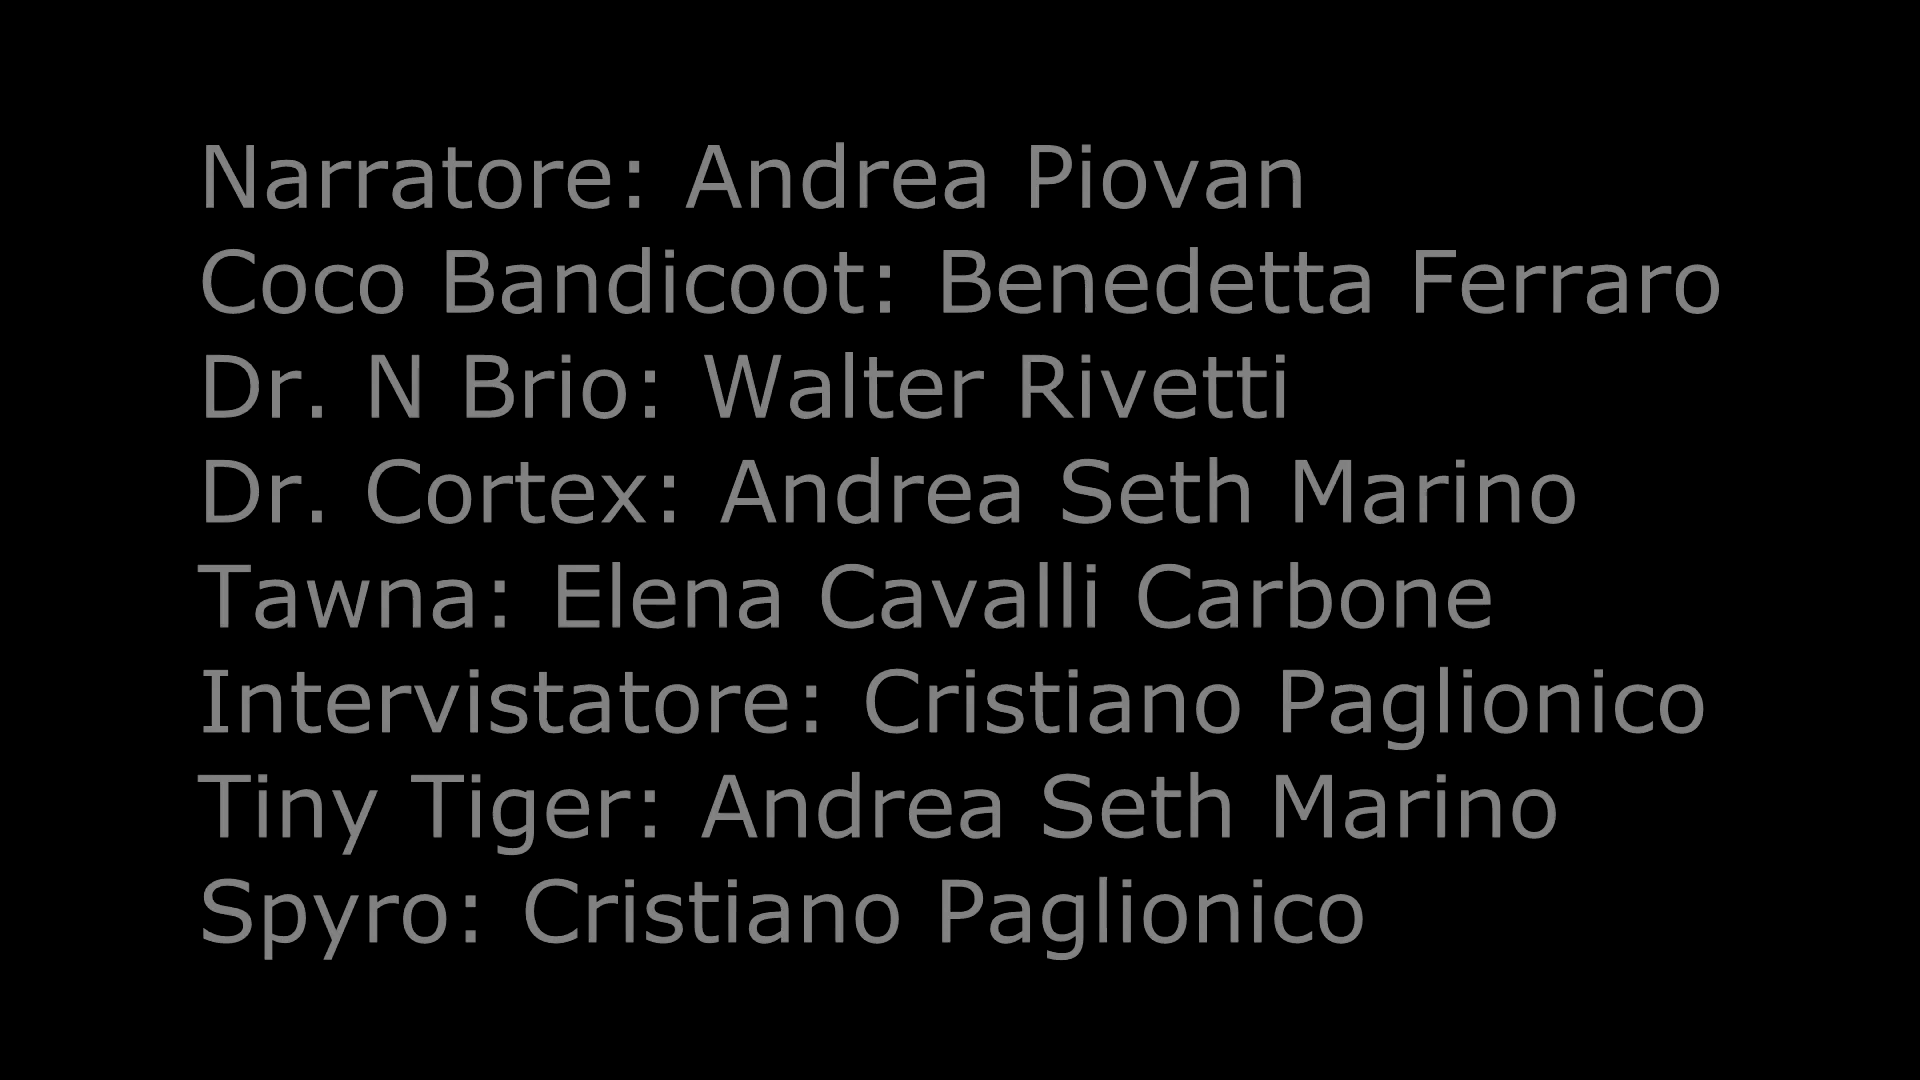 Narratore: Andrea Piovan
Coco Bandicoot: Benedetta Ferraro
Dr. N Brio: Walter Rivetti
Dr. Cortex: Andrea Seth Marino
Tawna: Elena Cavalli Carbone
Intervistatore: Cristiano Paglionico
Tiny Tiger: Andrea Seth Marino
Spyro: Cristiano Paglionico